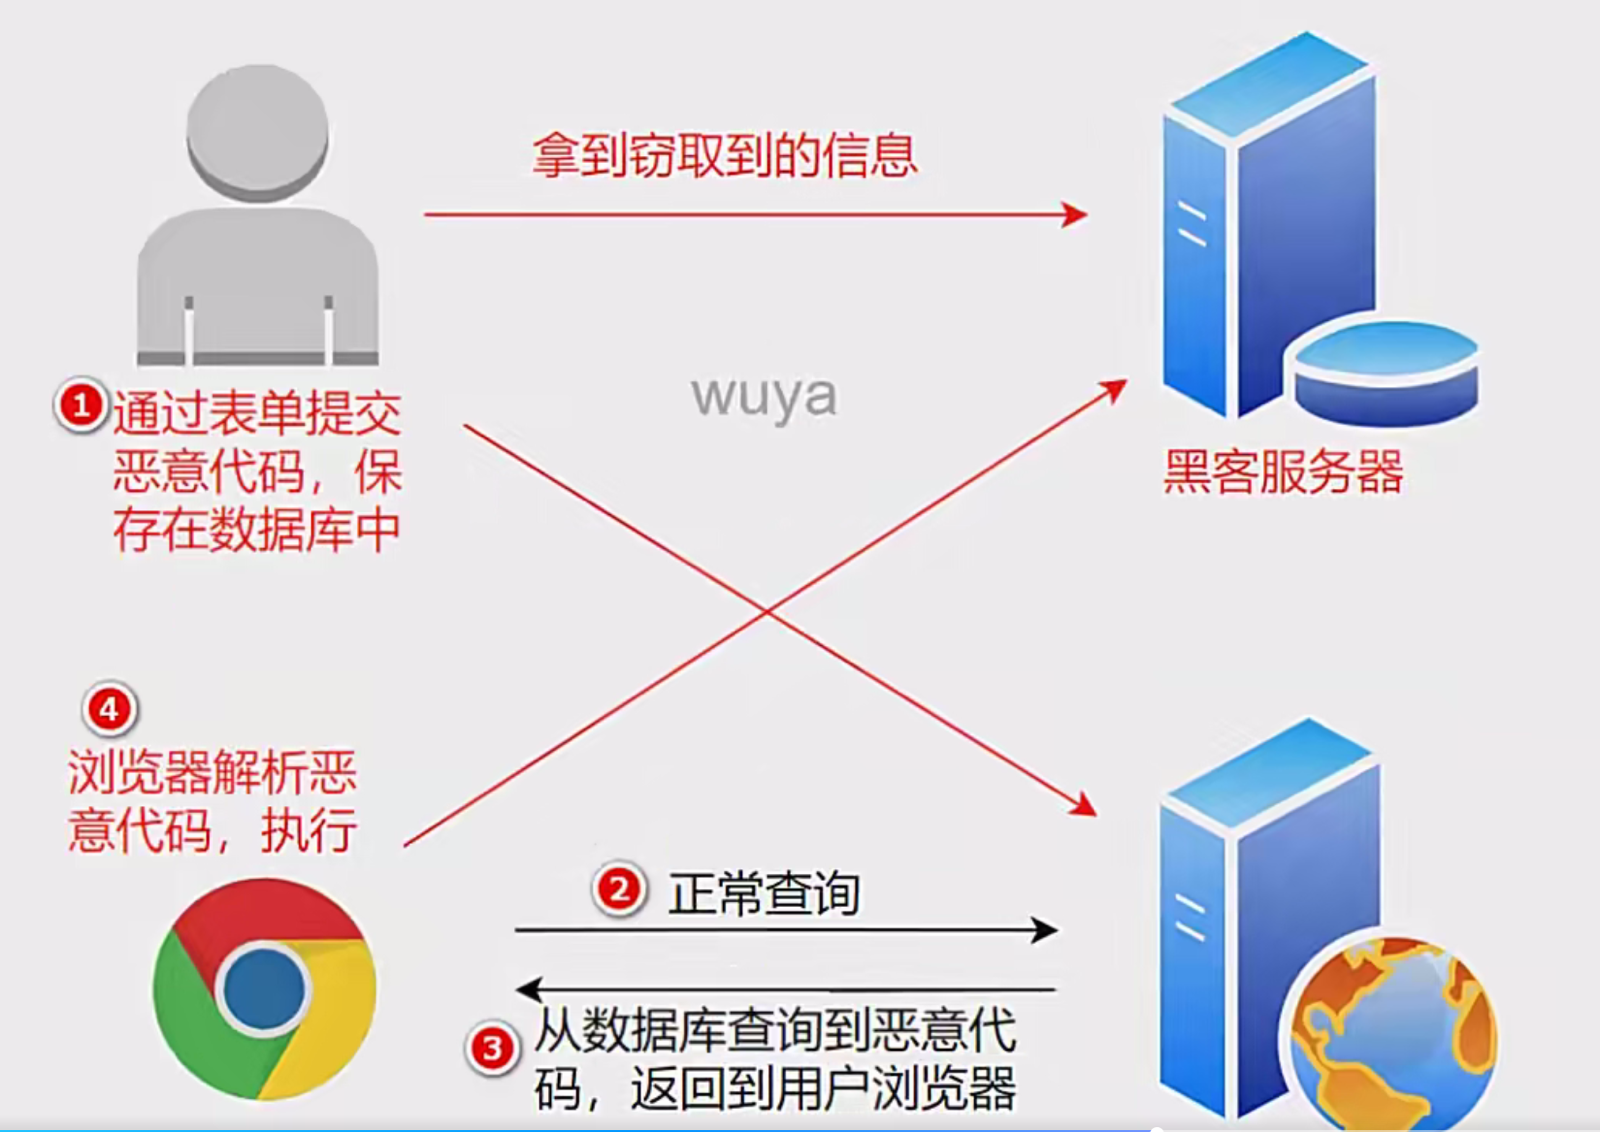 拿到窃取到的信息
wuya
1
通过表单提交
恶意代码，保
存在数据库中
黑客服务器
4
浏览器解析恶
意代码，执行
2 正常查询
3
从数据库查询到恶意代
码，返回到用户浏览器